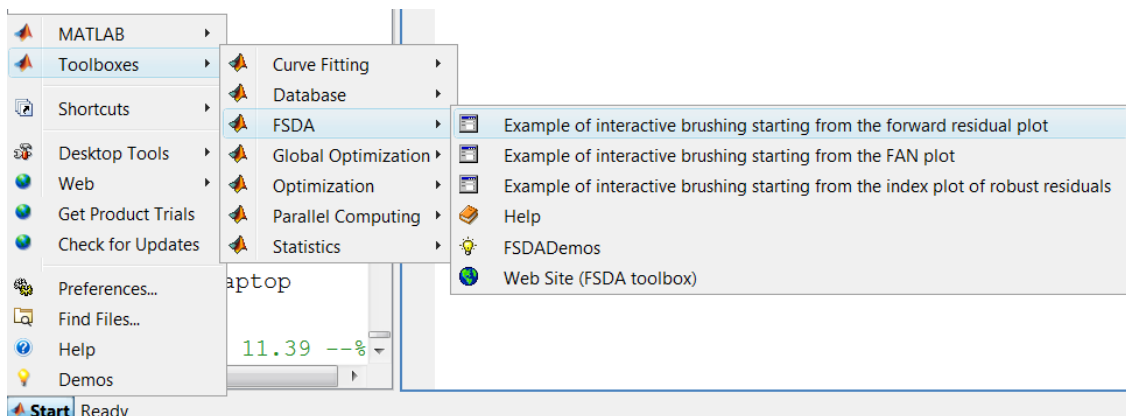 MATLAB
Toolboxes
Shortcuts
Desktop Tools
Web
Get Product Trials
Check for Updates
Preferences...
Find Files...
Help
Demos
Curve Fitting
Database
FSDA
Global Optimization
Optimization
Parallel Computing
Statistics
Example of interactive brushing starting from the forward residual plot
Example of interactive brushing starting from the FAN plot
Example of interactive brushing starting from the index plot of robust residuals
Help
FSDADemos
Web Site (FSDA toolbox)
aptop
11.39 --%
Start Ready